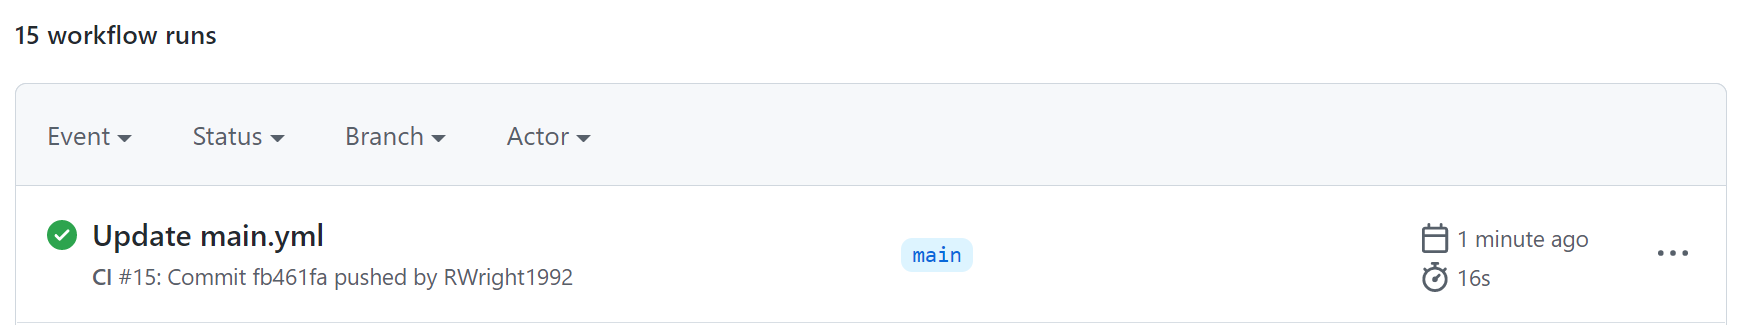 15 workflow runs
Event Status Branch Actor
Update main.yml
CI #15: Commit fb461fa pushed by RWright1992
main
1 minute ago
16s